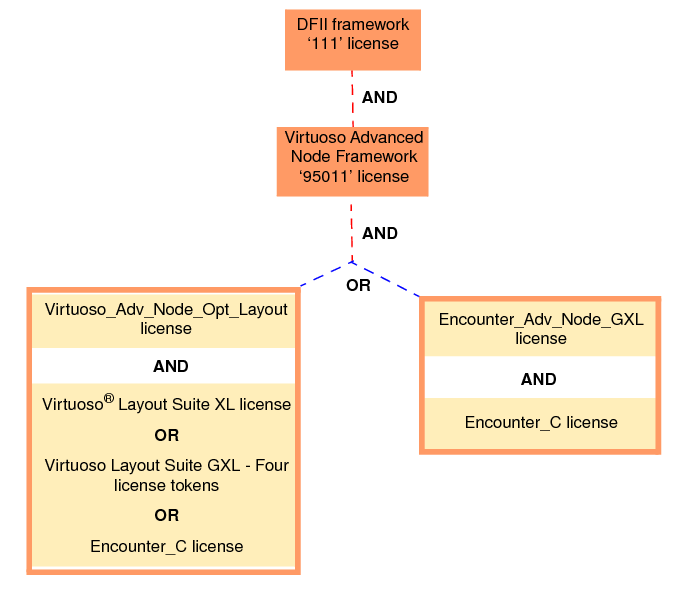 DFII framework
‘111’ license
AND
Virtuoso Advanced
Node Framework
‘95011’ license
AND
OR
Virtuoso_Adv_Node_Opt_Layout
license
AND
Virtuoso® Layout Suite XL license
OR
Virtuoso Layout Suite GXL - Four
license tokens
OR
Encounter_C license
Encounter_Adv_Node_GXL
license
AND
Encounter_C license